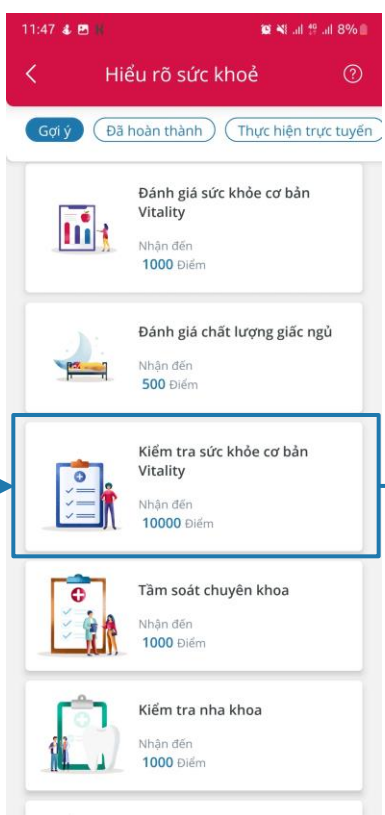 11:47
8%
Hiểu rõ sức khoẻ
Gợi ý
Đã hoàn thành
Thực hiện trực tuyến
Đánh giá sức khỏe cơ bản
Vitality
Nhận đến
1000 Điểm
Đánh giá chất lượng giấc ngủ
Nhận đến
500 Điểm
Kiểm tra sức khỏe cơ bản
Vitality
Nhận đến
10000 Điểm
Tầm soát chuyên khoa
Nhận đến
1000 Điểm
Kiểm tra nha khoa
Nhận đến
1000 Điểm